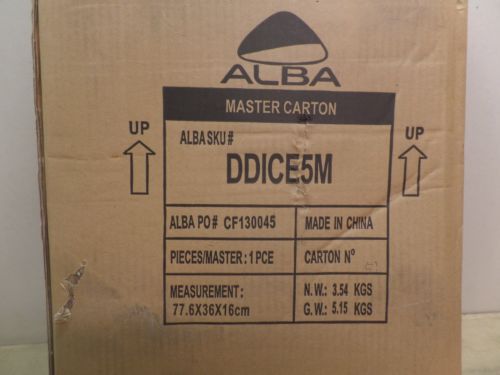 ALBA
MASTER CARTON
UP
ALBA SKU #
UP
DDICE5M
ALBA PO# CF130045
MADE IN CHINA
PIECES/MASTER: 1 PCE
CARTON Nº
MEASUREMENT:
77.6X36X16cm
N.W.: 3.54 KGS
G.W.: 5.15 KGS